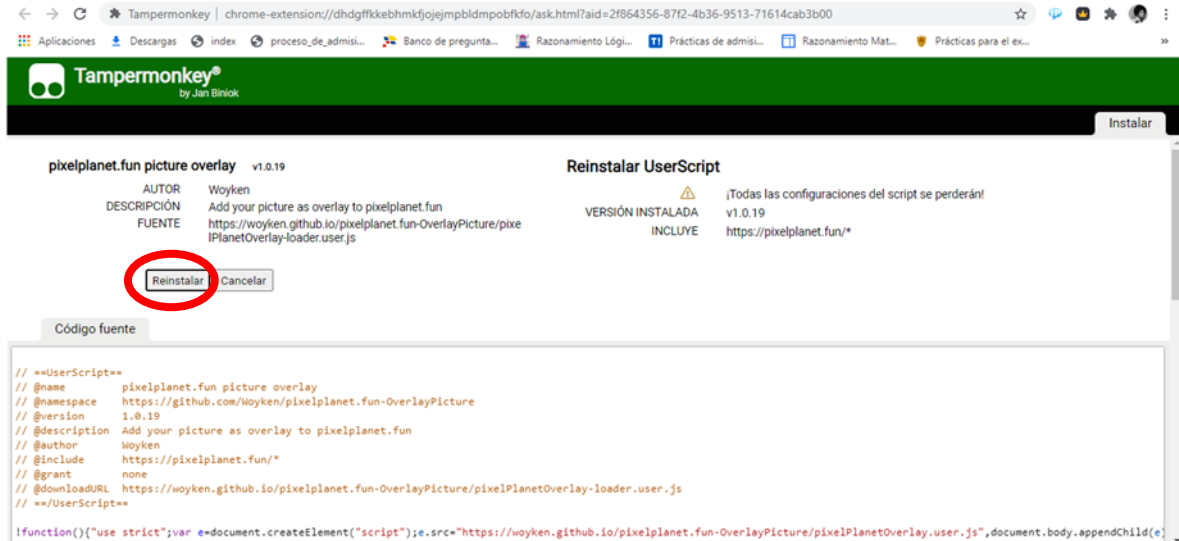 Tampermonkey | chrome-extension://dhdgffkkebhmkfjojejmpbldmpobfkfo/ask.html?aid=2f864356-87f2-4b36-9513-71614cab3b00
Aplicaciones Descargas index proceso_de_admisi... Banco de pregunta... Razonamiento Lógi... Prácticas de admisi... Razonamiento Mat... Prácticas para el ex... »
Tampermonkey®
by Jan Biniok
Instalar
pixelplanet.fun picture overlay v1.0.19
AUTOR Woyken
DESCRIPCIÓN Add your picture as overlay to pixelplanet.fun
FUENTE https://woyken.github.io/pixelplanet.fun-OverlayPicture/pixe
lPlanetOverlay-loader.user.js
Reinstalar Cancelar
Reinstalar UserScript
¡Todas las configuraciones del script se perderán!
VERSIÓN INSTALADA v1.0.19
INCLUYE https://pixelplanet.fun/*
Código fuente
// ==UserScript==
// @name pixelplanet.fun picture overlay
// @namespace https://github.com/Woyken/pixelplanet.fun-OverlayPicture
// @version 1.0.19
// @description Add your picture as overlay to pixelplanet.fun
// @author Woyken
// @include https://pixelplanet.fun/*
// @grant none
// @downloadURL https://woyken.github.io/pixelplanet.fun-OverlayPicture/pixelPlanetOverlay-loader.user.js
// ==/UserScript==
!function(){"use strict";var e=document.createElement("script");e.src="https://woyken.github.io/pixelplanet.fun-OverlayPicture/pixelPlanetOverlay.user.js",document.body.appendChild(e)